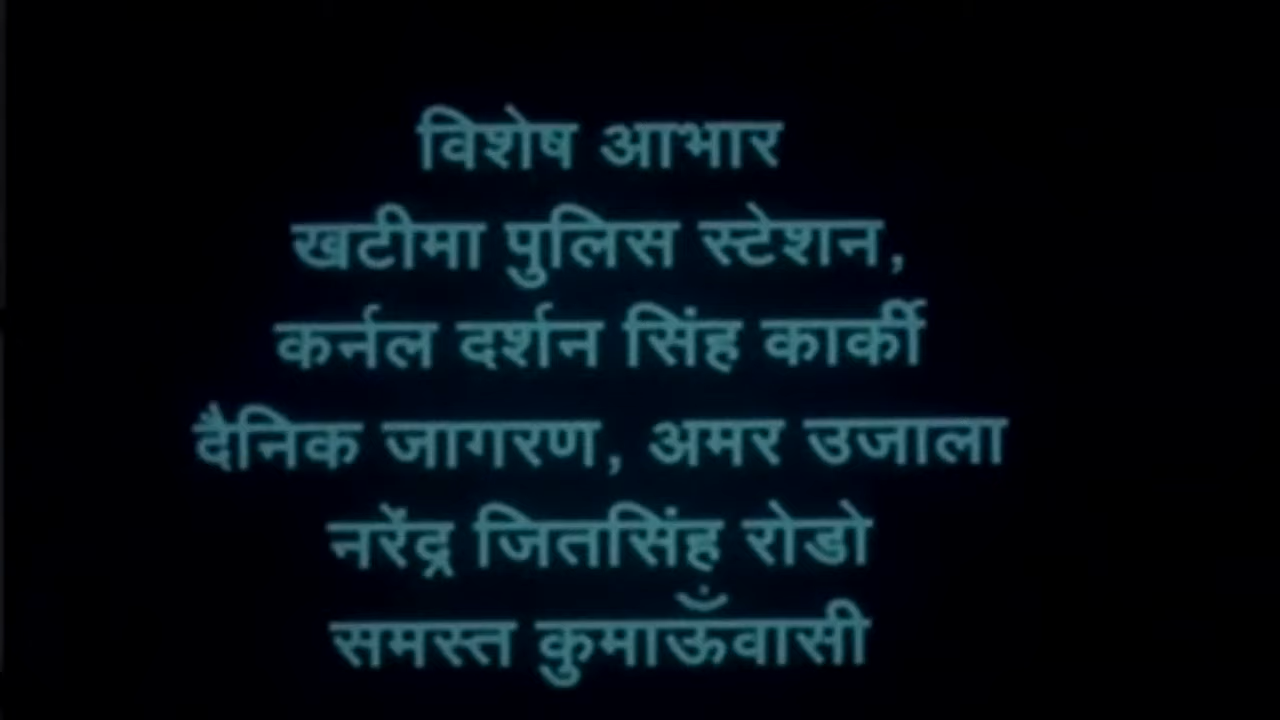 विशेष आभार
खटीमा पुलिस स्टेशन,
कर्नल दर्शन सिंह कार्की
दैनिक जागरण, अमर उजाला
नरेंद्र जितसिंह रोडो
समस्त कुमाऊँवासी